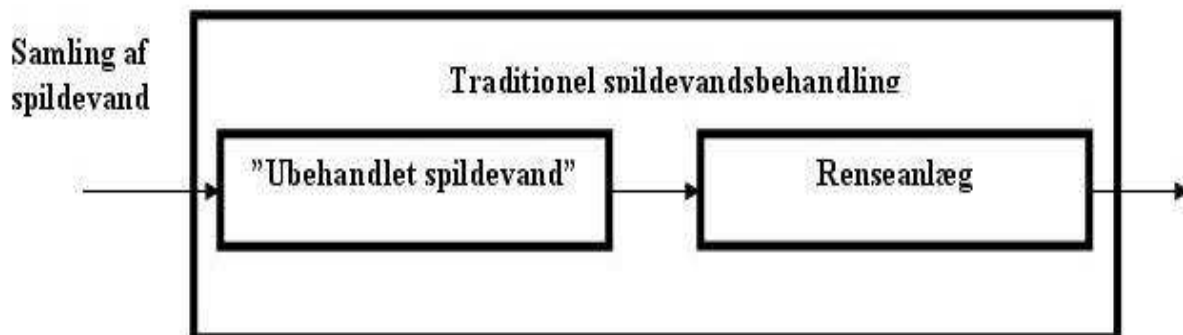 Samling af
spildevand
Traditionel spildevandsbehandling
”Ubehandlet spildevand”
Renseanlæg